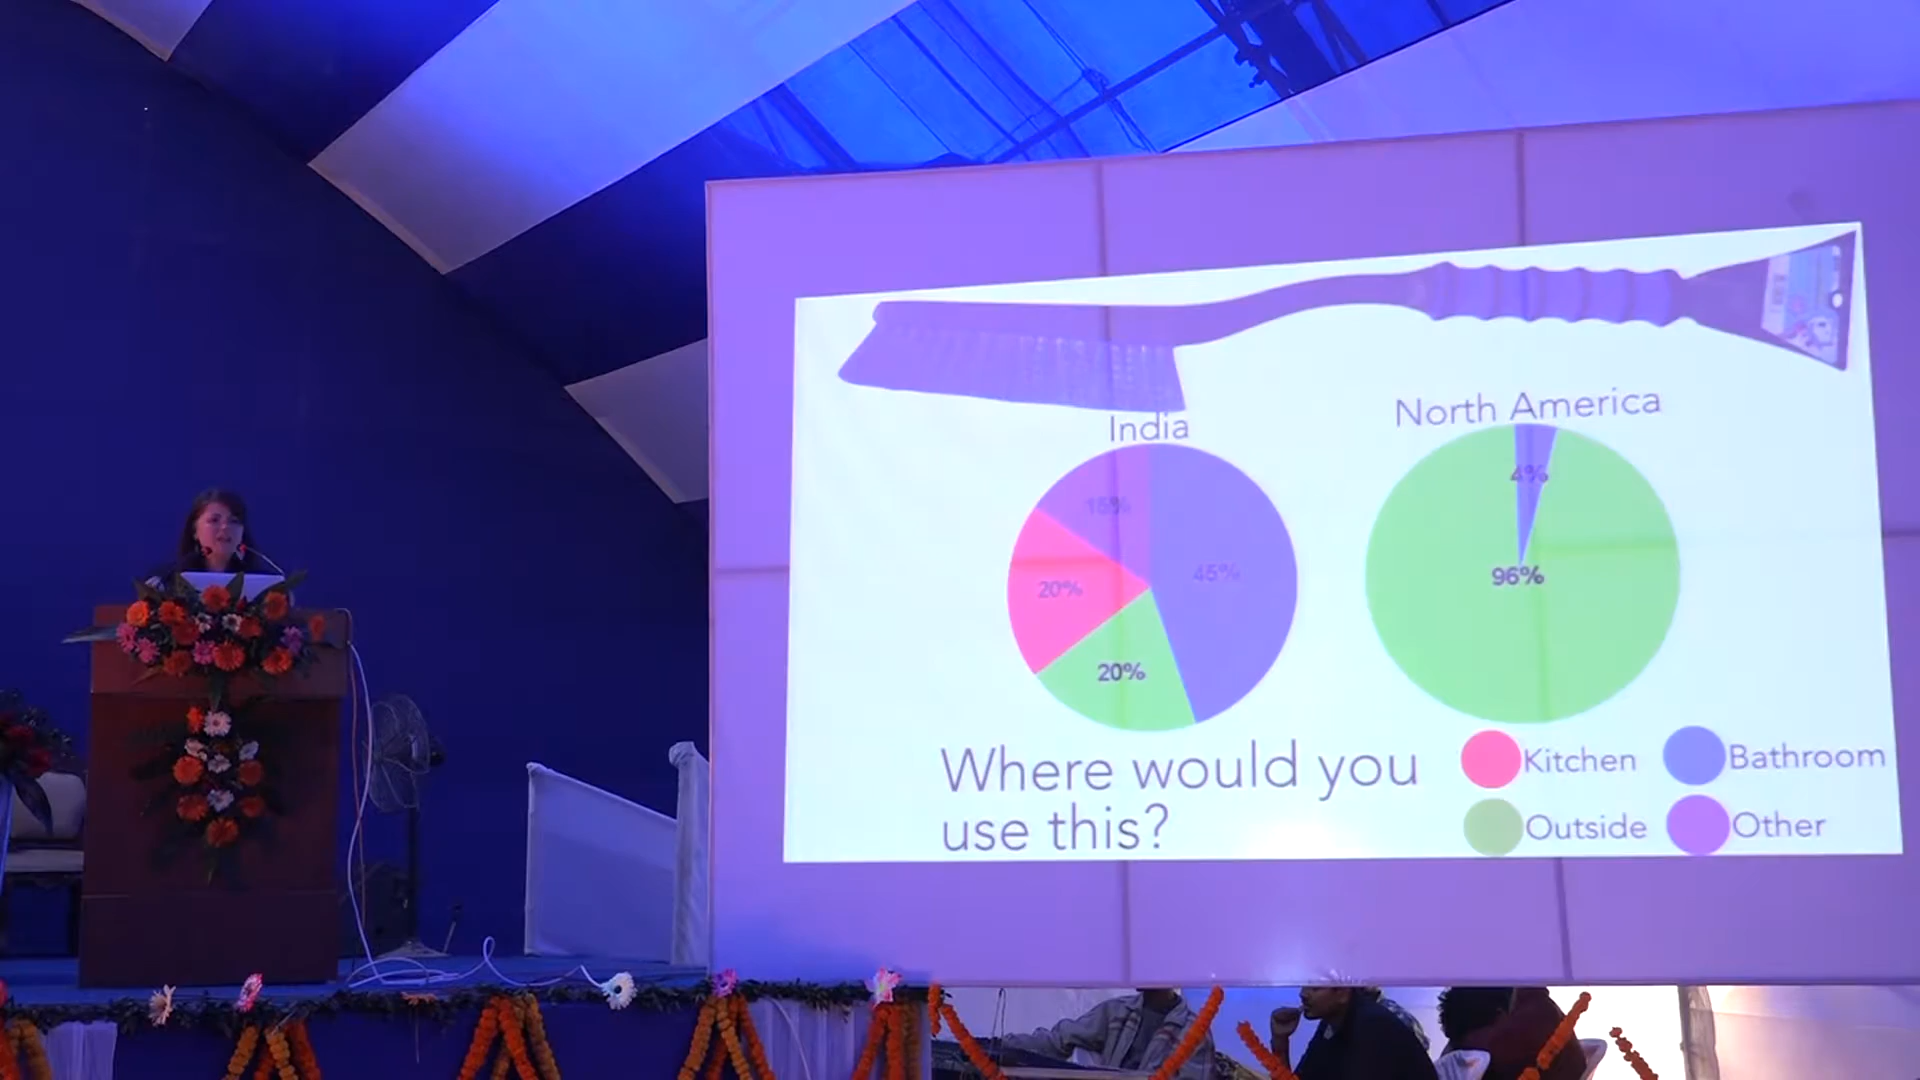 India
North America
15%
45%
20%
20%
4%
96%
Where would you
use this?
Kitchen
Bathroom
Outside
Other